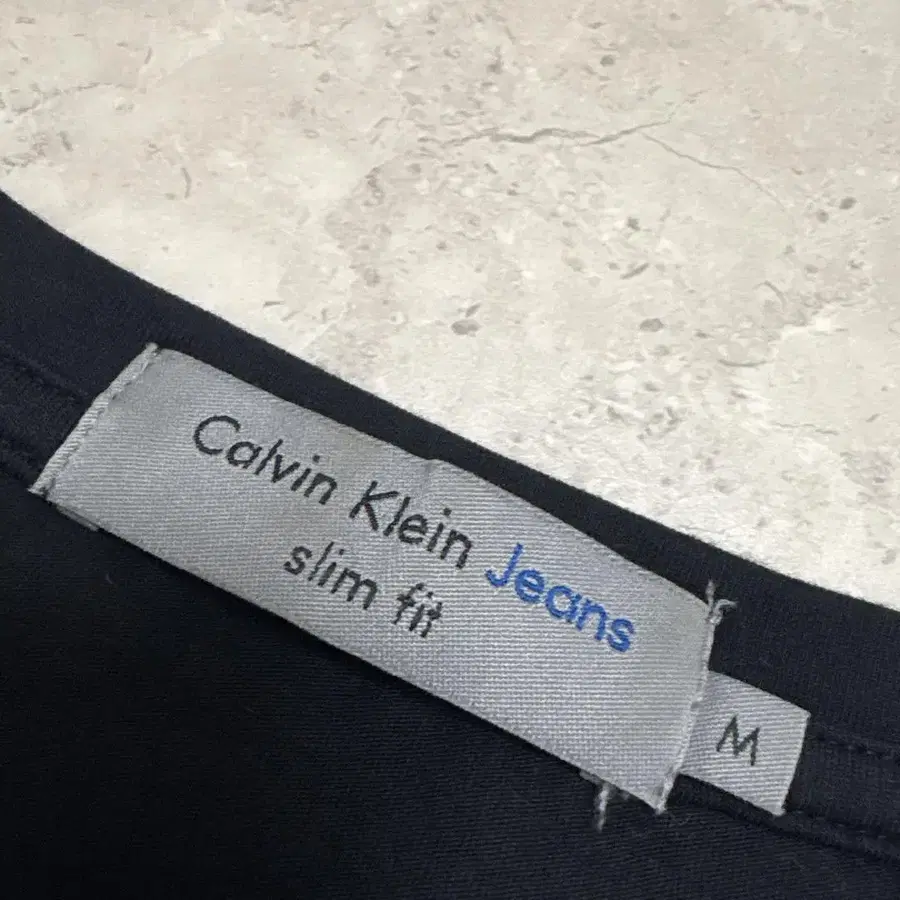 Calvin Klein Jeans
slim fit
M